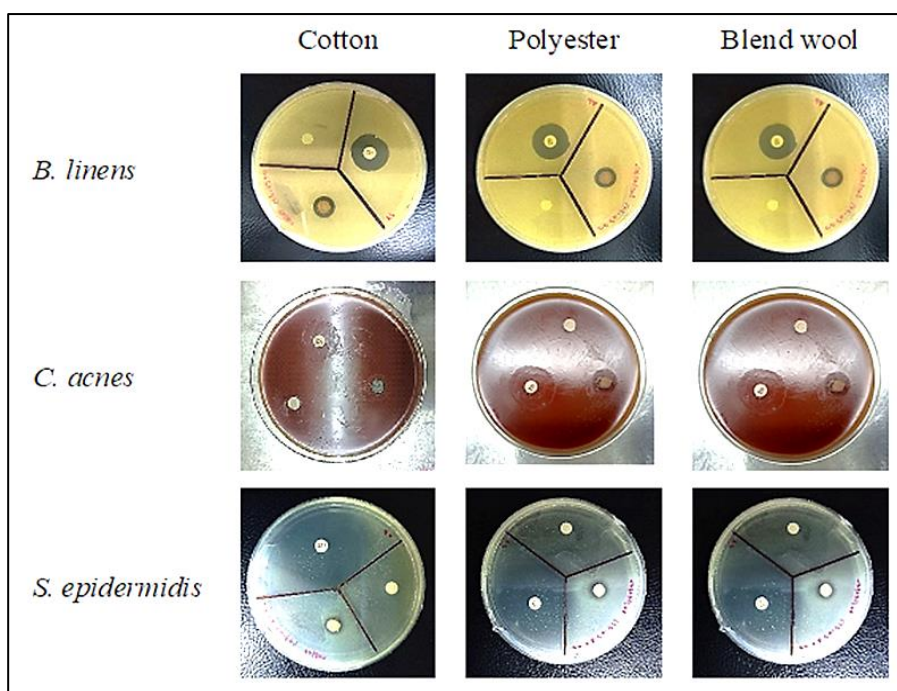 Cotton Polyester Blend wool
B. linens
C. acnes
S. epidermidis